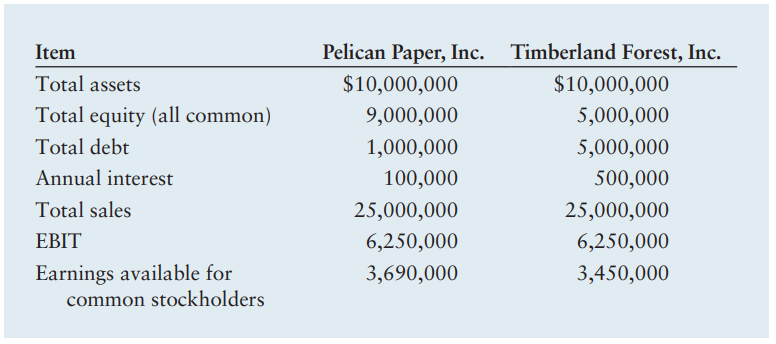 Item Pelican Paper, Inc. Timberland Forest, Inc.
Total assets $10,000,000 $10,000,000
Total equity (all common) 9,000,000 5,000,000
Total debt 1,000,000 5,000,000
Annual interest 100,000 500,000
Total sales 25,000,000 25,000,000
EBIT 6,250,000 6,250,000
Earnings available for 3,690,000 3,450,000
common stockholders